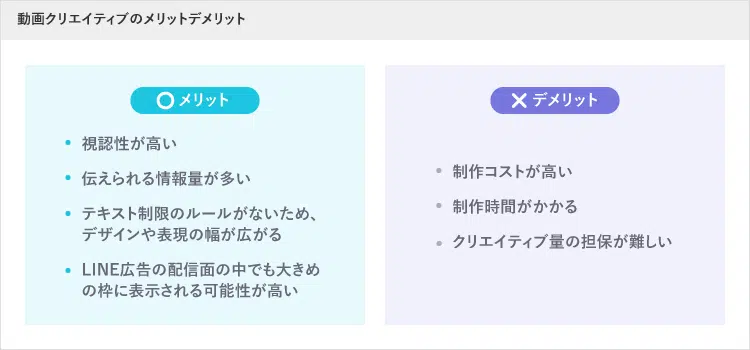 動画クリエイティブのメリットデメリット
メリット
・視認性が高い
・伝えられる情報量が多い
・テキスト制限のルールがないため、
デザインや表現の幅が広がる
・LINE広告の配信面の中でも大きめ
の枠に表示される可能性が高い
デメリット
・制作コストが高い
・制作時間がかかる
・クリエイティブ量の担保が難しい